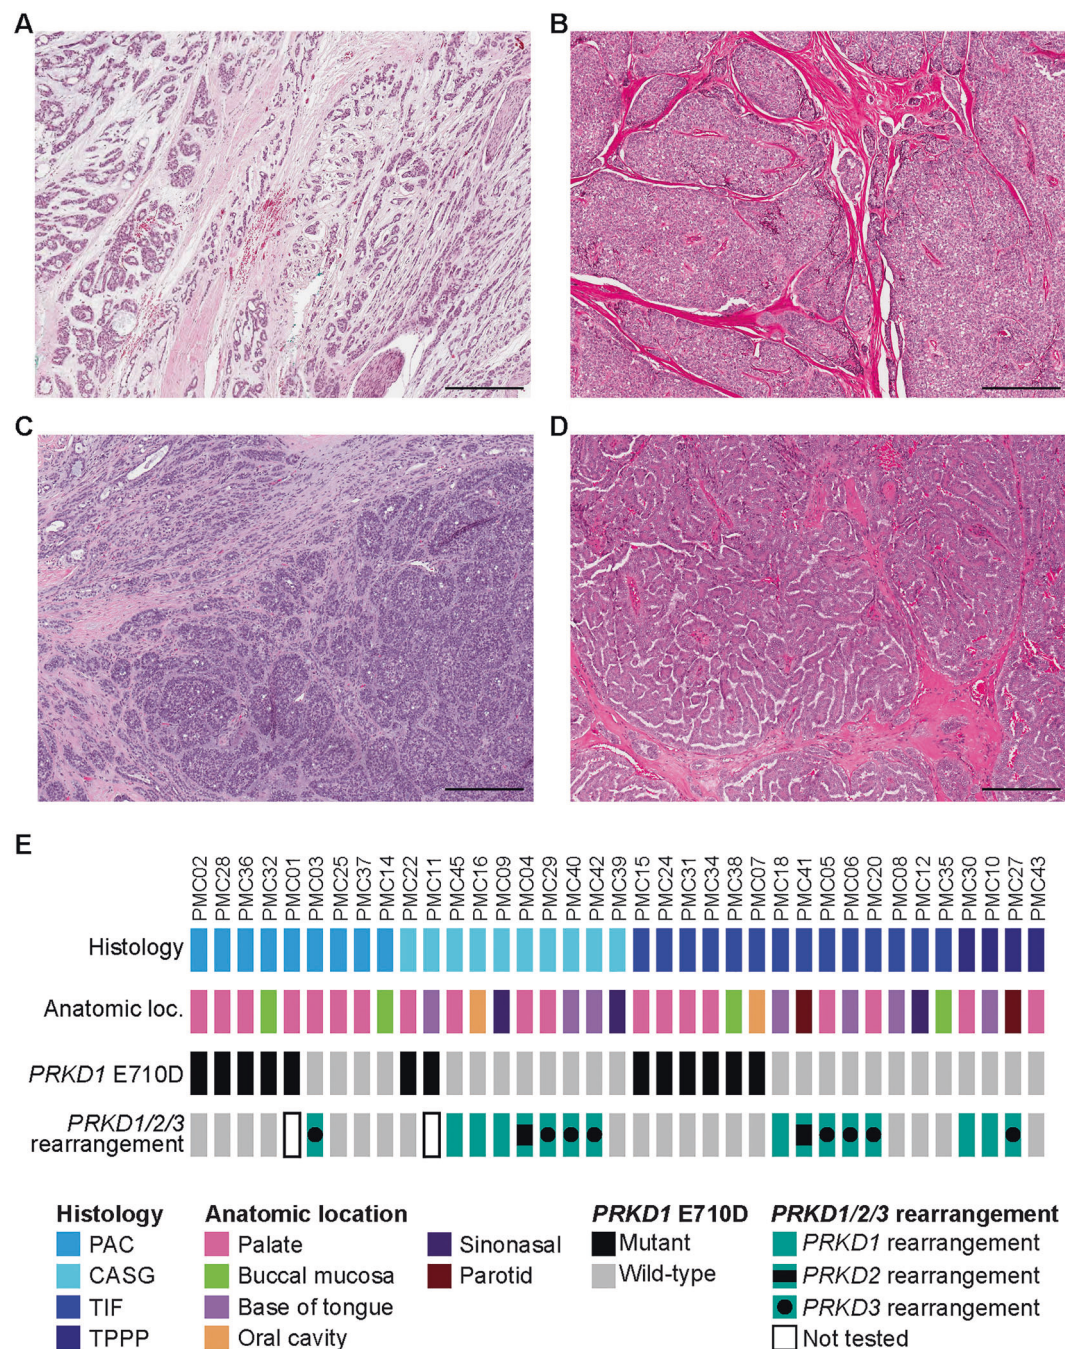 A
B
C
D
E
PMC02
PMC28
PMC36
PMC32
PMC01
PMC03
PMC25
PMC37
PMC14
PMC22
PMC11
PMC45
PMC16
PMC09
PMC04
PMC29
PMC40
PMC42
PMC39
PMC15
PMC24
PMC31
PMC34
PMC38
PMC07
PMC18
PMC41
PMC05
PMC06
PMC20
PMC08
PMC12
PMC35
PMC30
PMC10
PMC27
PMC43
Histology
Anatomic loc.
PRKD1 E710D
PRKD1/2/3
rearrangement
Histology
PAC
CASG
TIF
TPPP
Anatomic location
Palate
Buccal mucosa
Base of tongue
Oral cavity
Sinonasal
Parotid
PRKD1 E710D
Mutant
Wild-type
PRKD1/2/3 rearrangement
PRKD1 rearrangement
PRKD2 rearrangement
PRKD3 rearrangement
Not tested